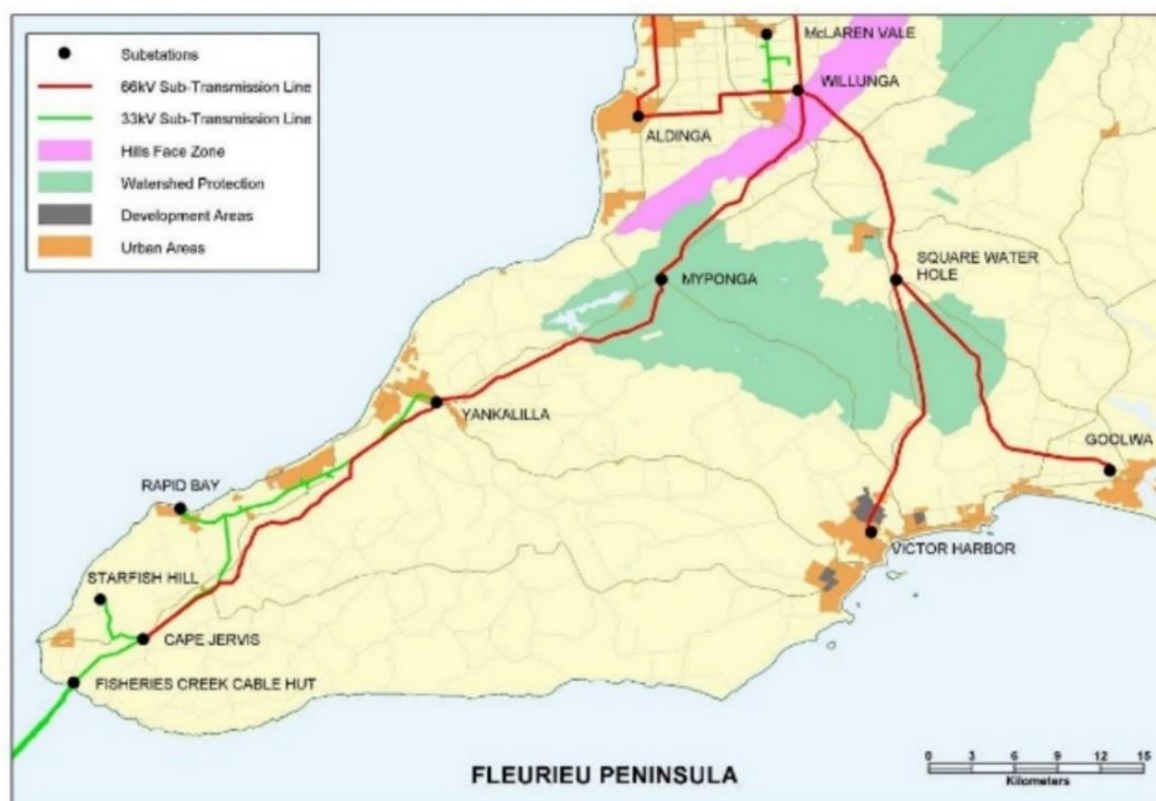 Substations
66kV Sub-Transmission Line
33kV Sub-Transmission Line
Hills Face Zone
Watershed Protection
Development Areas
Urban Areas
McLAREN VALE
WILLUNGA
ALDINGA
MYPONGA
SQUARE WATER
HOLE
YANKALILLA
GOOLWA
RAPID BAY
VICTOR HARBOR
STARFISH HILL
CAPE JERVIS
FISHERIES CREEK CABLE HUT
FLEURIEU PENINSULA
0 3 6 9 12 15
Kilometers